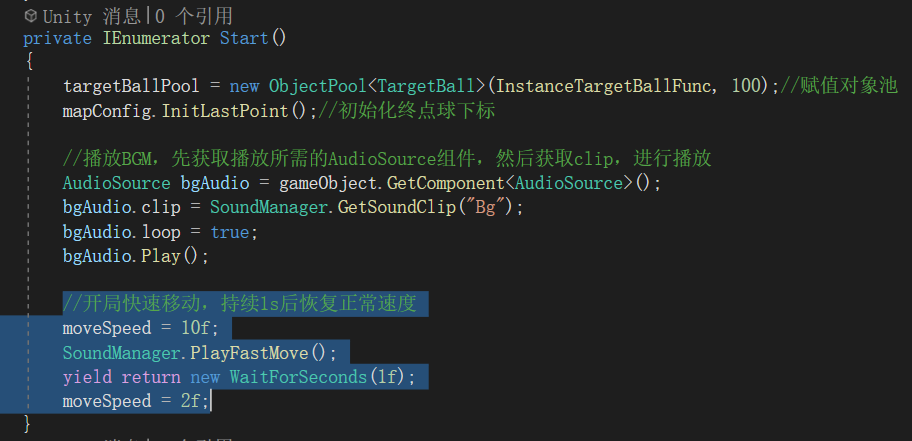 Unity 消息|0 个引用
private IEnumerator Start()
{
targetBallPool = new ObjectPool<TargetBall>(InstanceTargetBallFunc, 100);//赋值对象池
mapConfig.InitLastPoint();//初始化终点球下标
//播放BGM，先获取播放所需的AudioSource组件，然后获取clip，进行播放
AudioSource bgAudio = gameObject.GetComponent<AudioSource>();
bgAudio.clip = SoundManager.GetSoundClip("Bg");
bgAudio.loop = true;
bgAudio.Play();
//开局快速移动，持续1s后恢复正常速度
moveSpeed = 10f;
SoundManager.PlayFastMove();
yield return new WaitForSeconds(1f);
moveSpeed = 2f;
}